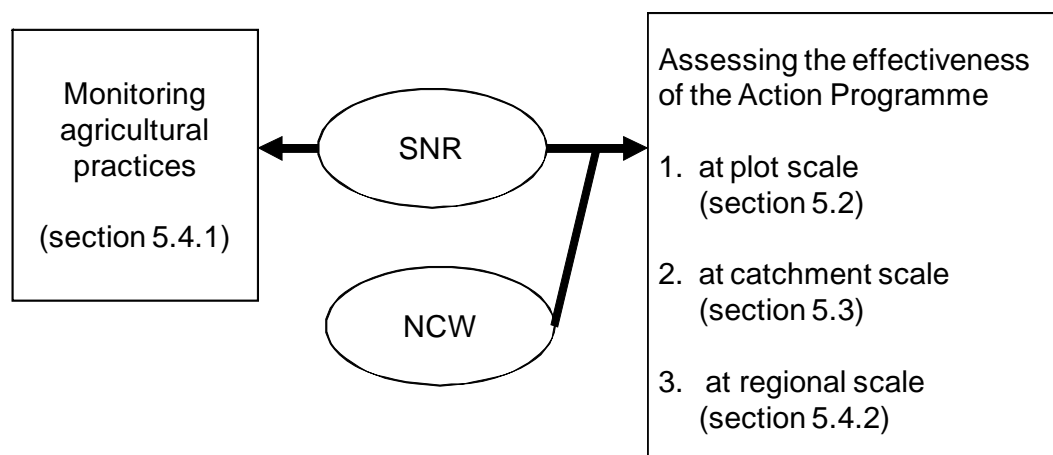 Monitoring
agricultural
practices
(section 5.4.1)
SNR
NCW
Assessing the effectiveness
of the Action Programme
1. at plot scale
(section 5.2)
2. at catchment scale
(section 5.3)
3. at regional scale
(section 5.4.2)